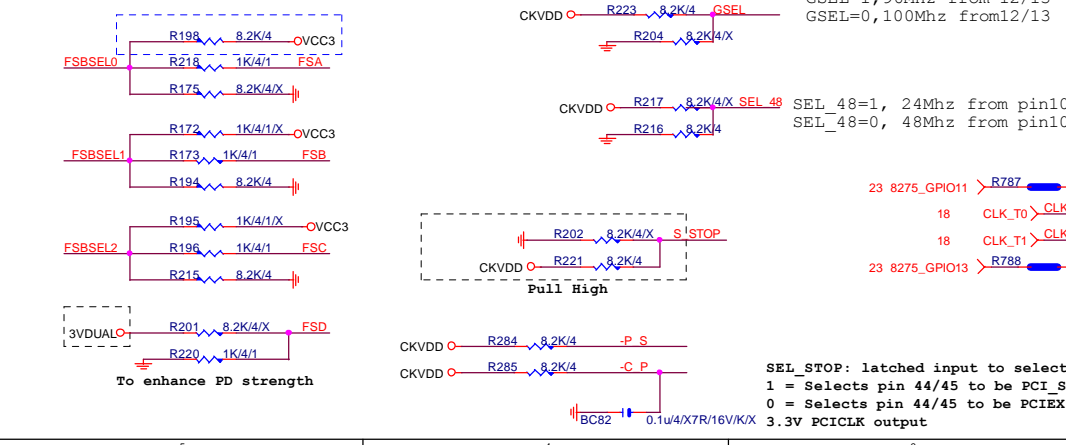 R198 8.2K/4 VCC3
FSBSEL0 R218 1K/4/1 FSA
R175 8.2K/4/X
R172 1K/4/1/X VCC3
FSBSEL1 R173 1K/4/1 FSB
R194 8.2K/4
R195 1K/4/1/X VCC3
FSBSEL2 R196 1K/4/1 FSC
R215 8.2K/4
3VDUAL R201 8.2K/4/X FSD
R220 1K/4/1
To enhance PD strength
CKVDD R223 8.2K/4 GSEL
GSEL=0,100Mhz from12/13
R204 8.2K/4/X
CKVDD R217 8.2K/4/X SEL_48 SEL_48=1, 24Mhz from pin10
R216 8.2K/4 SEL_48=0, 48Mhz from pin10
23 8275_GPIO11 R787
18 CLK_T0 CLK
18 CLK_T1 CLK
23 8275_GPIO13 R788
R202 8.2K/4/X S_STOP
CKVDD R221 8.2K/4
Pull High
CKVDD R284 8.2K/4 -P_S
CKVDD R285 8.2K/4 -C_P
BC82 0.1u/4/X7R/16V/K/X
SEL_STOP: latched input to select
1 = Selects pin 44/45 to be PCI_S
0 = Selects pin 44/45 to be PCIEX
3.3V PCICLK output